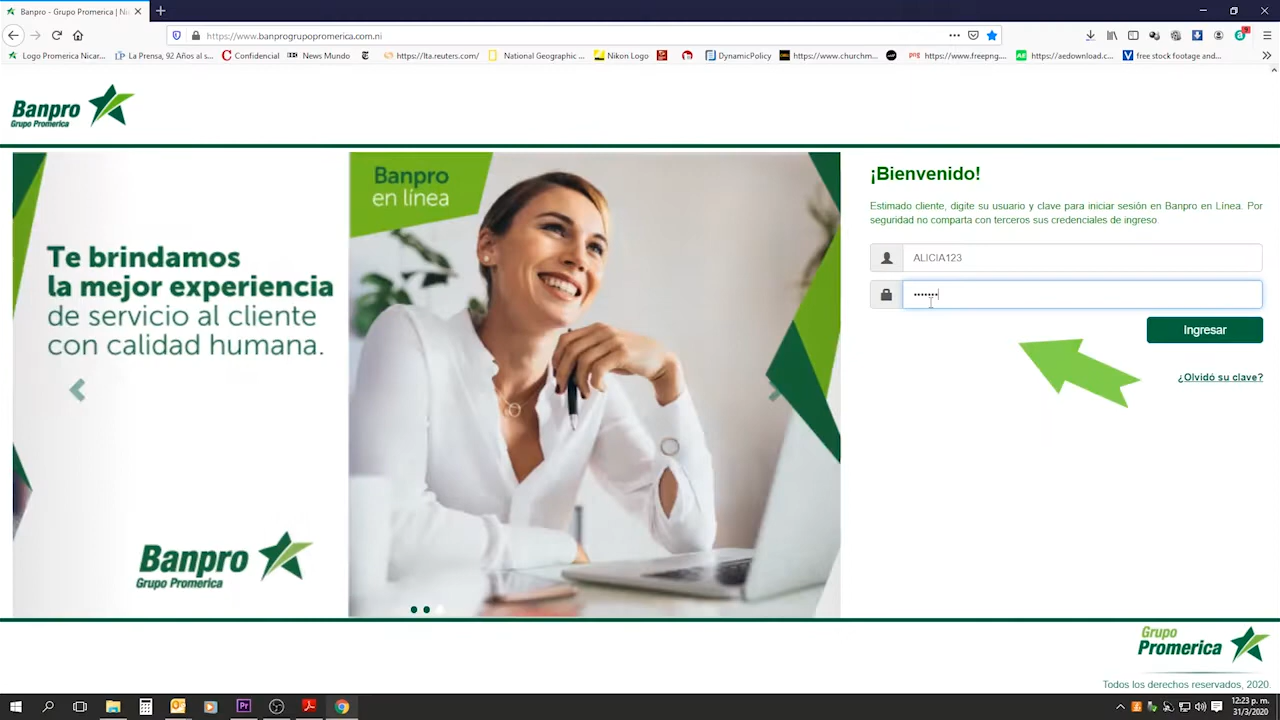 Banpro - Grupo Promerica | Ni
https://www.banprogrupopromerica.com.ni
Logo Promerica Nicar...
La Prensa, 92 Años al s...
Confidencial
News Mundo
https://lta.reuters.com/
National Geographic ...
Nikon Logo
DynamicPolicy
https://www.churchm...
https://www.freepng....
https://aedownload.c...
free stock footage and...
Banpro
Grupo Promerica
Te brindamos
la mejor experiencia
de servicio al cliente
con calidad humana.
Banpro
Grupo Promerica
Banpro
en línea
¡Bienvenido!
Estimado cliente, digite su usuario y clave para iniciar sesión en Banpro en Línea. Por
seguridad no comparta con terceros sus credenciales de ingreso.
ALICIA123
•••••••
Ingresar
¿Olvidó su clave?
Grupo
Promerica
Todos los derechos reservados, 2020.
12:23 p. m.
31/3/2020